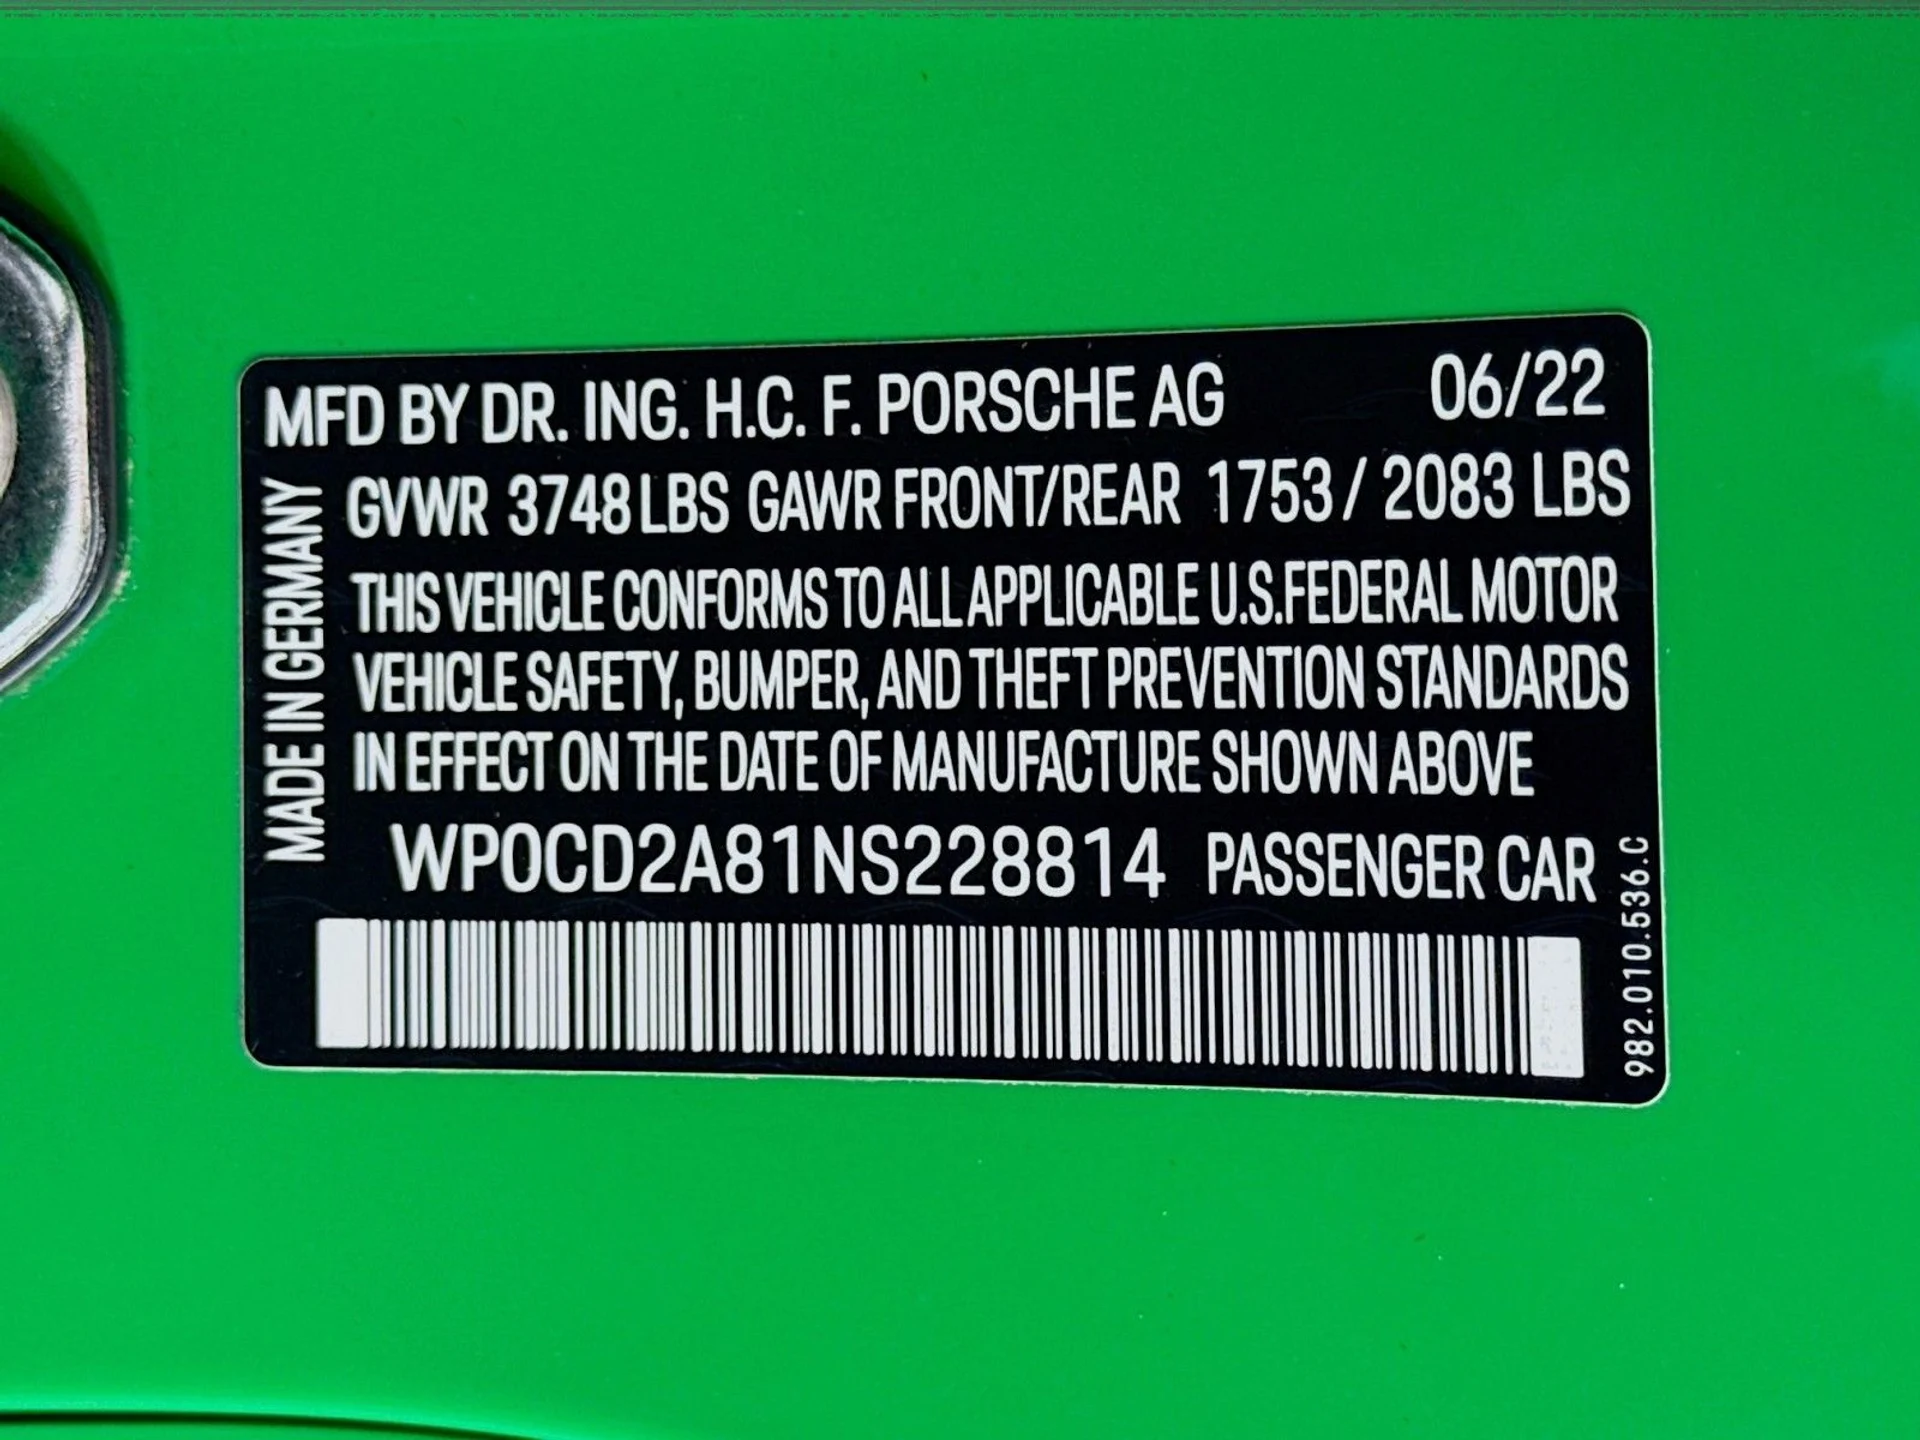 MFD BY DR. ING. H.C. F. PORSCHE AG 06/22
GVWR 3748 LBS GAWR FRONT/REAR 1753 / 2083 LBS
THIS VEHICLE CONFORMS TO ALL APPLICABLE U.S.FEDERAL MOTOR
VEHICLE SAFETY, BUMPER, AND THEFT PREVENTION STANDARDS
IN EFFECT ON THE DATE OF MANUFACTURE SHOWN ABOVE
WP0CD2A81NS228814 PASSENGER CAR
MADE IN GERMANY
982.010.536.C